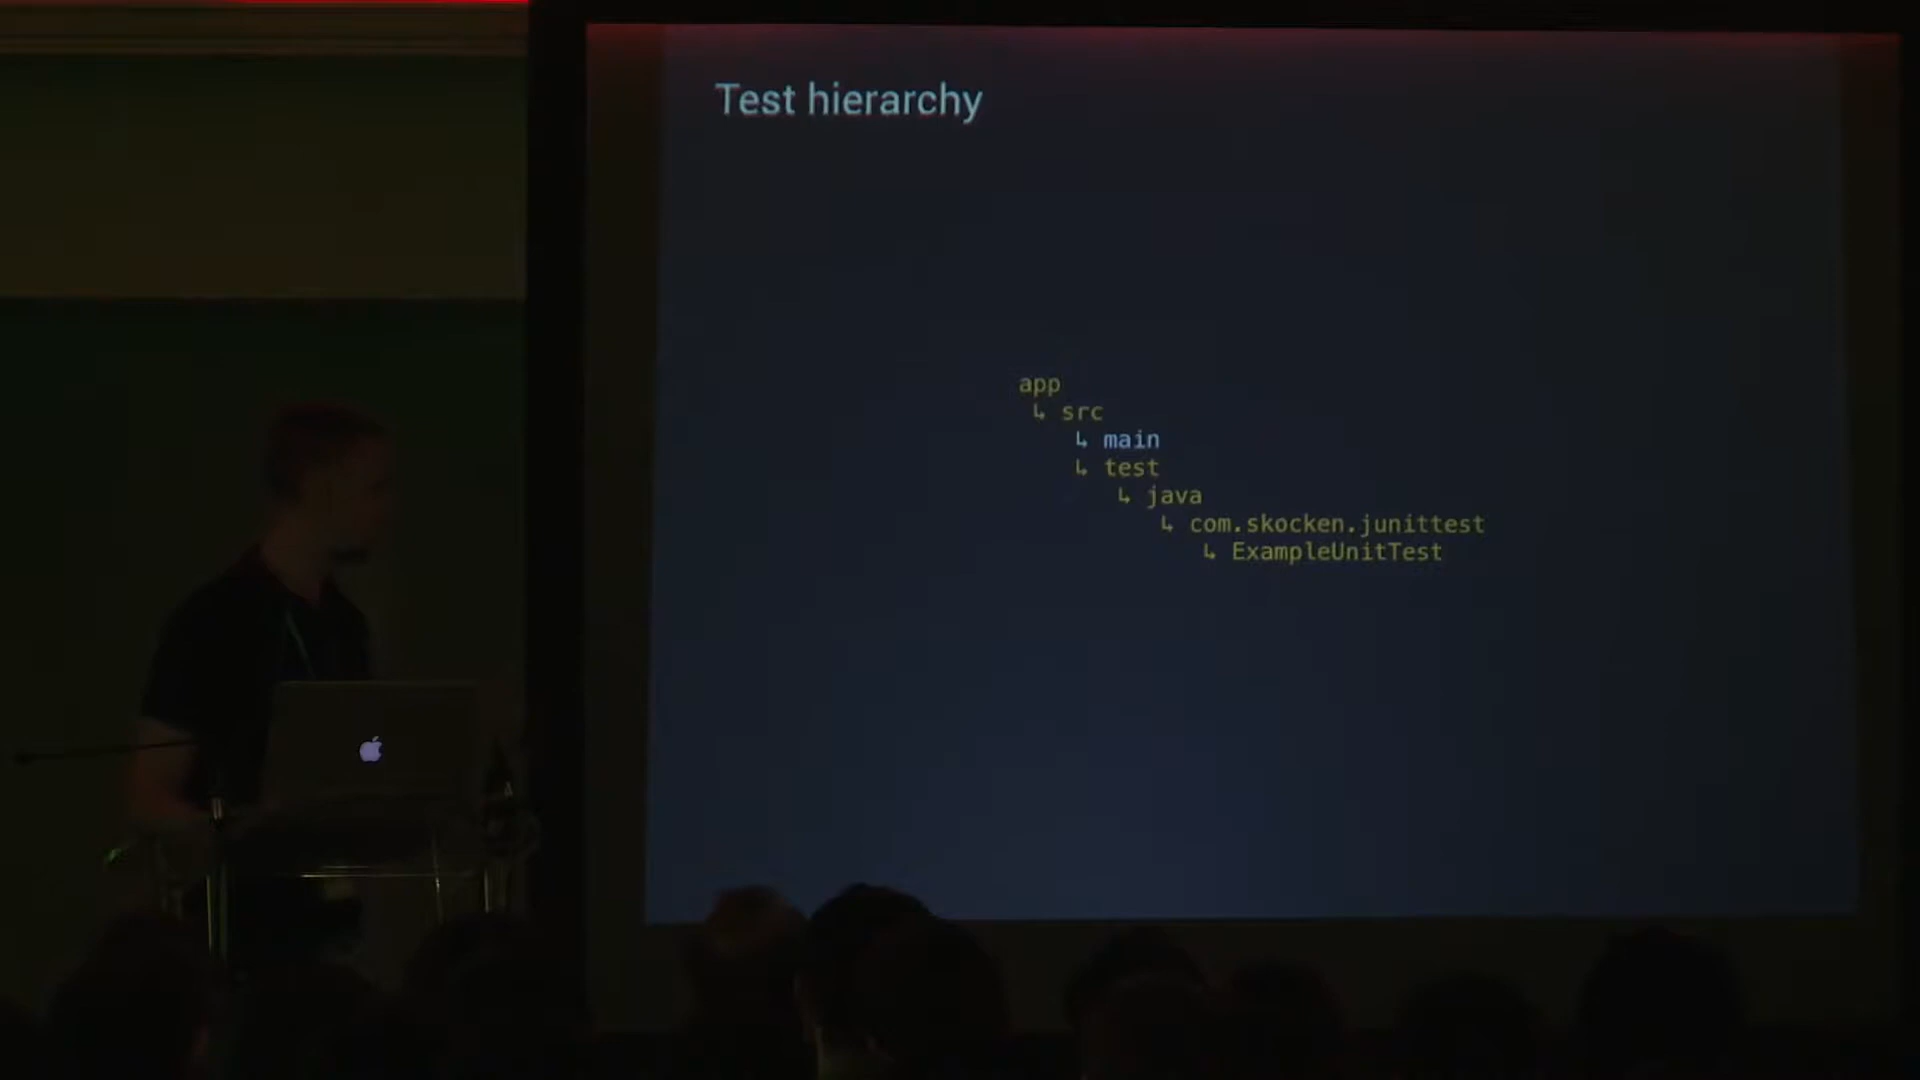 Test hierarchy
app
↳ src
↳ main
↳ test
↳ java
↳ com.skocken.junittest
↳ ExampleUnitTest